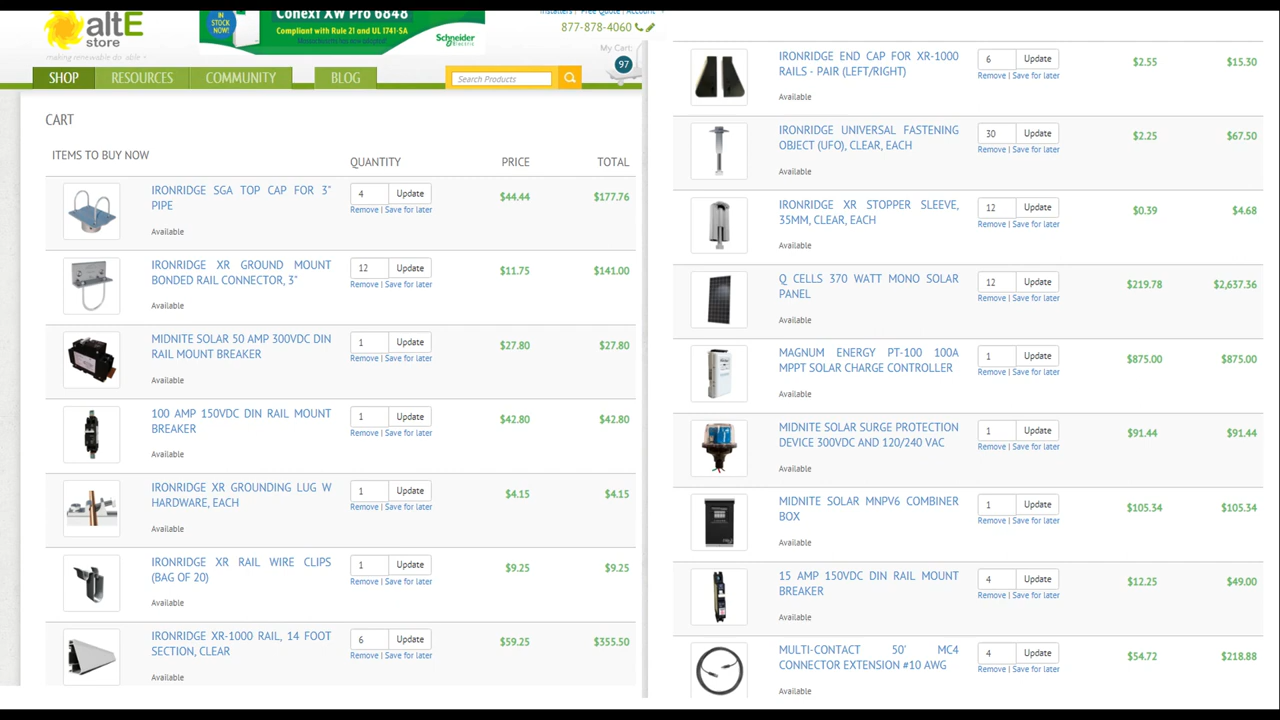 altE
store
making renewable do able
IN
STOCK
NOW!
Conext XW Pro 6848
Compliant with Rule 21 and UL 1741-SA
Schneider
Electric
Installers | Free Quote | Account
877-878-4060
My Cart:
97
SHOP RESOURCES COMMUNITY BLOG
Search Products
CART
ITEMS TO BUY NOW
QUANTITY PRICE TOTAL
IRONRIDGE SGA TOP CAP FOR 3" PIPE
4 Update $44.44 $177.76
Remove | Save for later
Available
IRONRIDGE XR GROUND MOUNT
BONDED RAIL CONNECTOR, 3"
12 Update $11.75 $141.00
Remove | Save for later
Available
MIDNITE SOLAR 50 AMP 300VDC DIN
RAIL MOUNT BREAKER
1 Update $27.80 $27.80
Remove | Save for later
Available
100 AMP 150VDC DIN RAIL MOUNT
BREAKER
1 Update $42.80 $42.80
Remove | Save for later
Available
IRONRIDGE XR GROUNDING LUG W
HARDWARE, EACH
1 Update $4.15 $4.15
Remove | Save for later
Available
IRONRIDGE XR RAIL WIRE CLIPS
(BAG OF 20)
1 Update $9.25 $9.25
Remove | Save for later
Available
IRONRIDGE XR-1000 RAIL, 14 FOOT
SECTION, CLEAR
6 Update $59.25 $355.50
Remove | Save for later
Available
IRONRIDGE END CAP FOR XR-1000
RAILS - PAIR (LEFT/RIGHT)
6 Update $2.55 $15.30
Remove | Save for later
Available
IRONRIDGE UNIVERSAL FASTENING
OBJECT (UFO), CLEAR, EACH
30 Update $2.25 $67.50
Remove | Save for later
Available
IRONRIDGE XR STOPPER SLEEVE,
35MM, CLEAR, EACH
12 Update $0.39 $4.68
Remove | Save for later
Available
Q CELLS 370 WATT MONO SOLAR
PANEL
12 Update $219.78 $2,637.36
Remove | Save for later
Available
MAGNUM ENERGY PT-100 100A
MPPT SOLAR CHARGE CONTROLLER
1 Update $875.00 $875.00
Remove | Save for later
Available
MIDNITE SOLAR SURGE PROTECTION
DEVICE 300VDC AND 120/240 VAC
1 Update $91.44 $91.44
Remove | Save for later
Available
MIDNITE SOLAR MNPV6 COMBINER
BOX
1 Update $105.34 $105.34
Remove | Save for later
Available
15 AMP 150VDC DIN RAIL MOUNT
BREAKER
4 Update $12.25 $49.00
Remove | Save for later
Available
MULTI-CONTACT 50' MC4
CONNECTOR EXTENSION #10 AWG
4 Update $54.72 $218.88
Remove | Save for later
Available